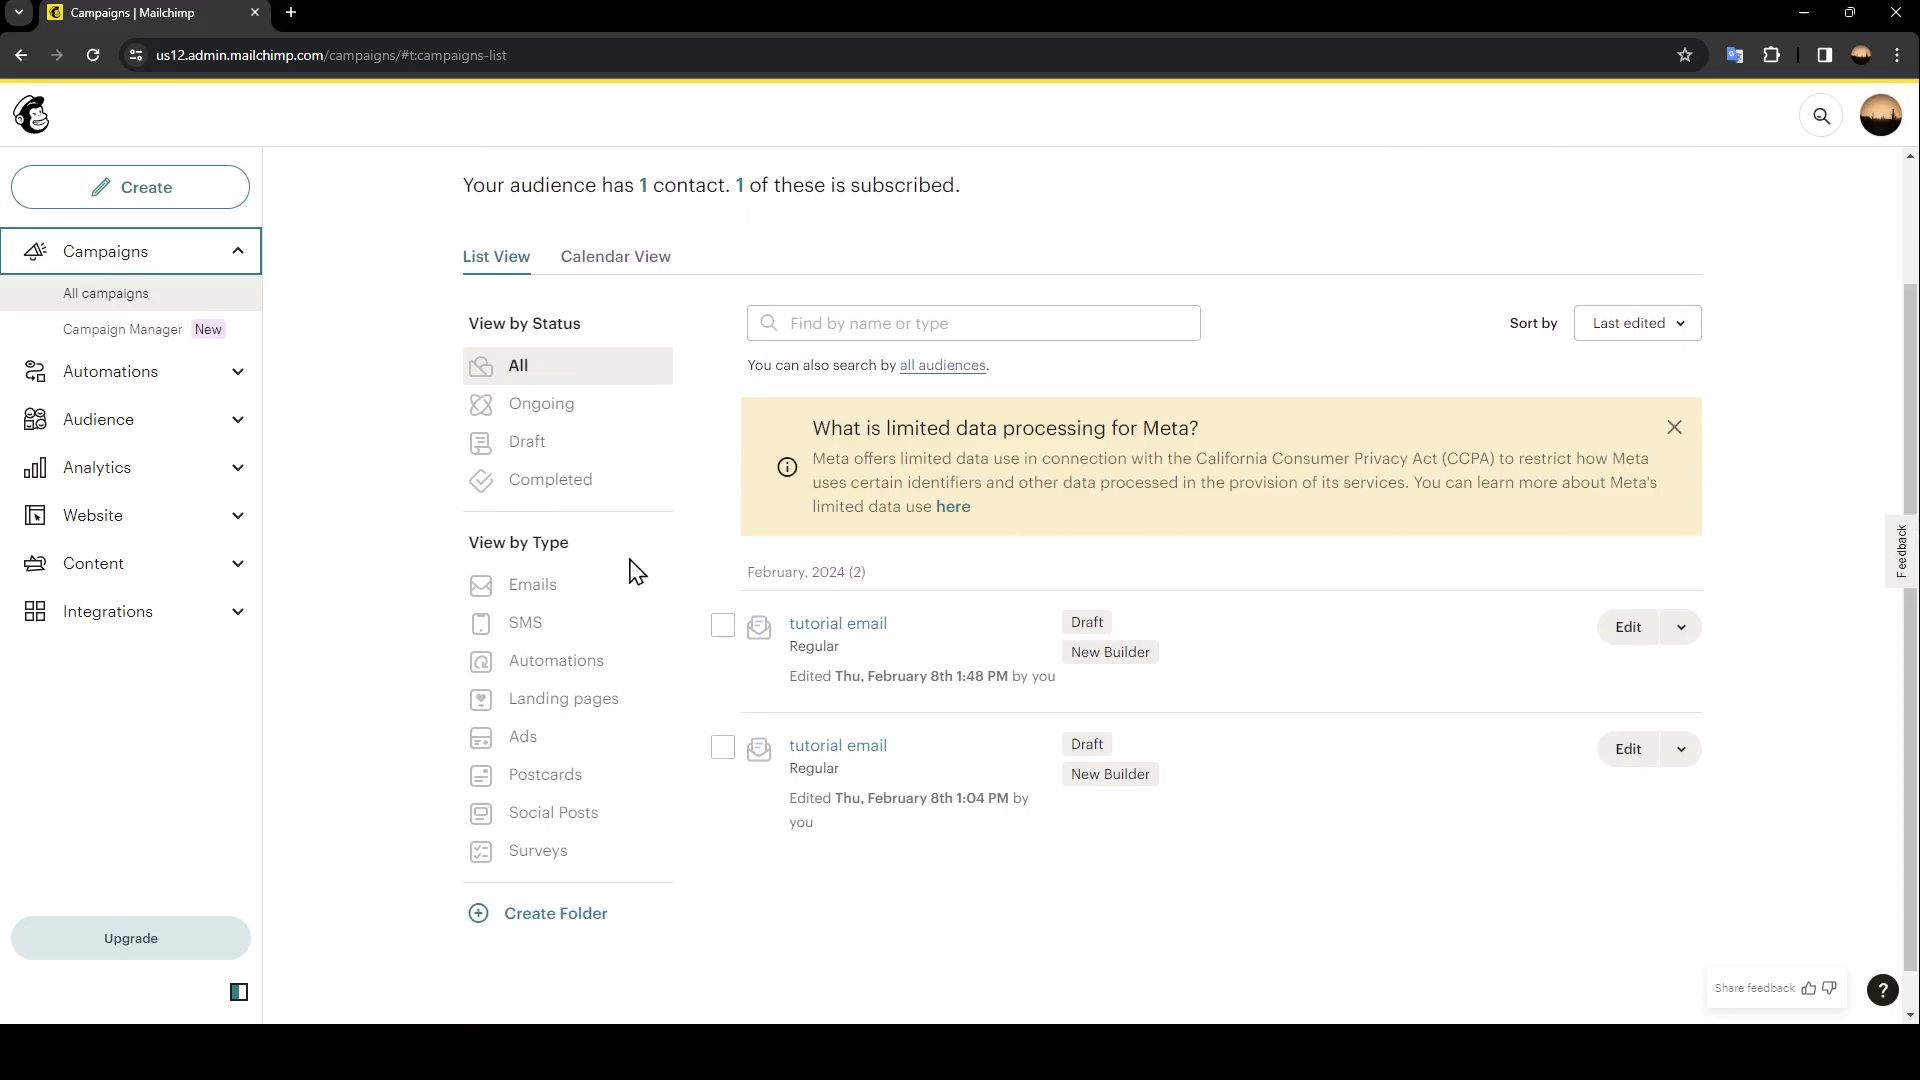 Campaigns | Mailchimp
us12.admin.mailchimp.com/campaigns/#t:campaigns-list
Create
Campaigns
All campaigns
Campaign Manager New
Automations
Audience
Analytics
Website
Content
Integrations
Upgrade
Your audience has 1 contact. 1 of these is subscribed.
List View Calendar View
View by Status
All
Ongoing
Draft
Completed
View by Type
Emails
SMS
Automations
Landing pages
Ads
Postcards
Social Posts
Surveys
Create Folder
Find by name or type
Sort by Last edited
You can also search by all audiences.
What is limited data processing for Meta?
Meta offers limited data use in connection with the California Consumer Privacy Act (CCPA) to restrict how Meta
uses certain identifiers and other data processed in the provision of its services. You can learn more about Meta's
limited data use here
February, 2024 (2)
tutorial email
Regular
Edited Thu, February 8th 1:48 PM by you
Draft
New Builder
Edit
tutorial email
Regular
Edited Thu, February 8th 1:04 PM by
you
Draft
New Builder
Edit
Feedback
Share feedback
?